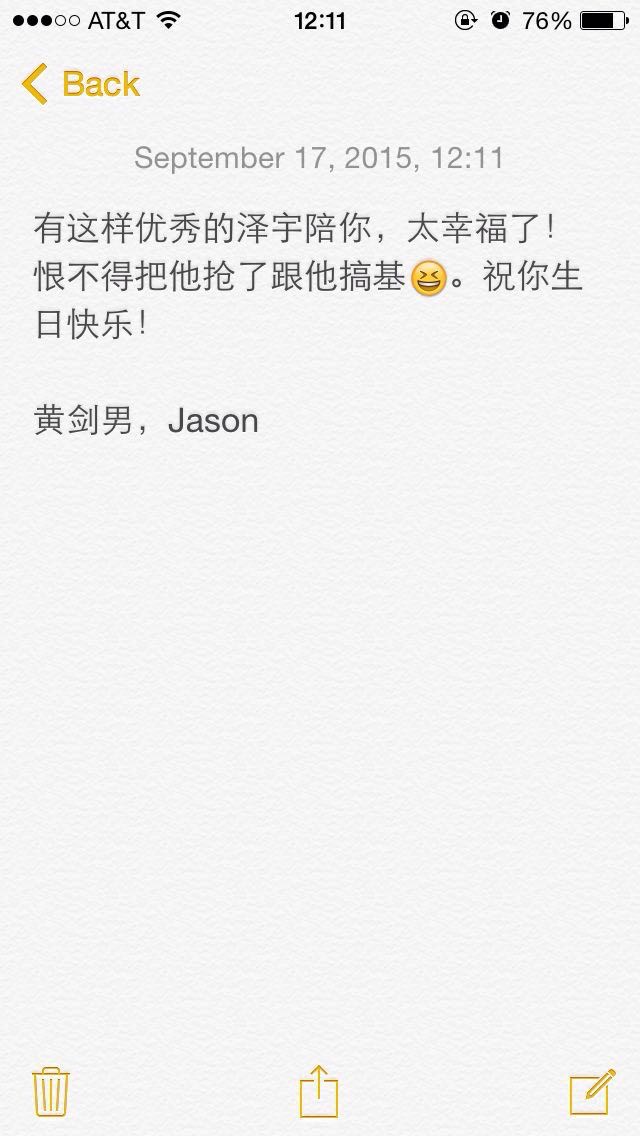 AT&T 12:11 76%
Back
September 17, 2015, 12:11
有这样优秀的泽宇陪你，太幸福了！
恨不得把他抢了跟他搞基😆。祝你生
日快乐！
黄剑男，Jason